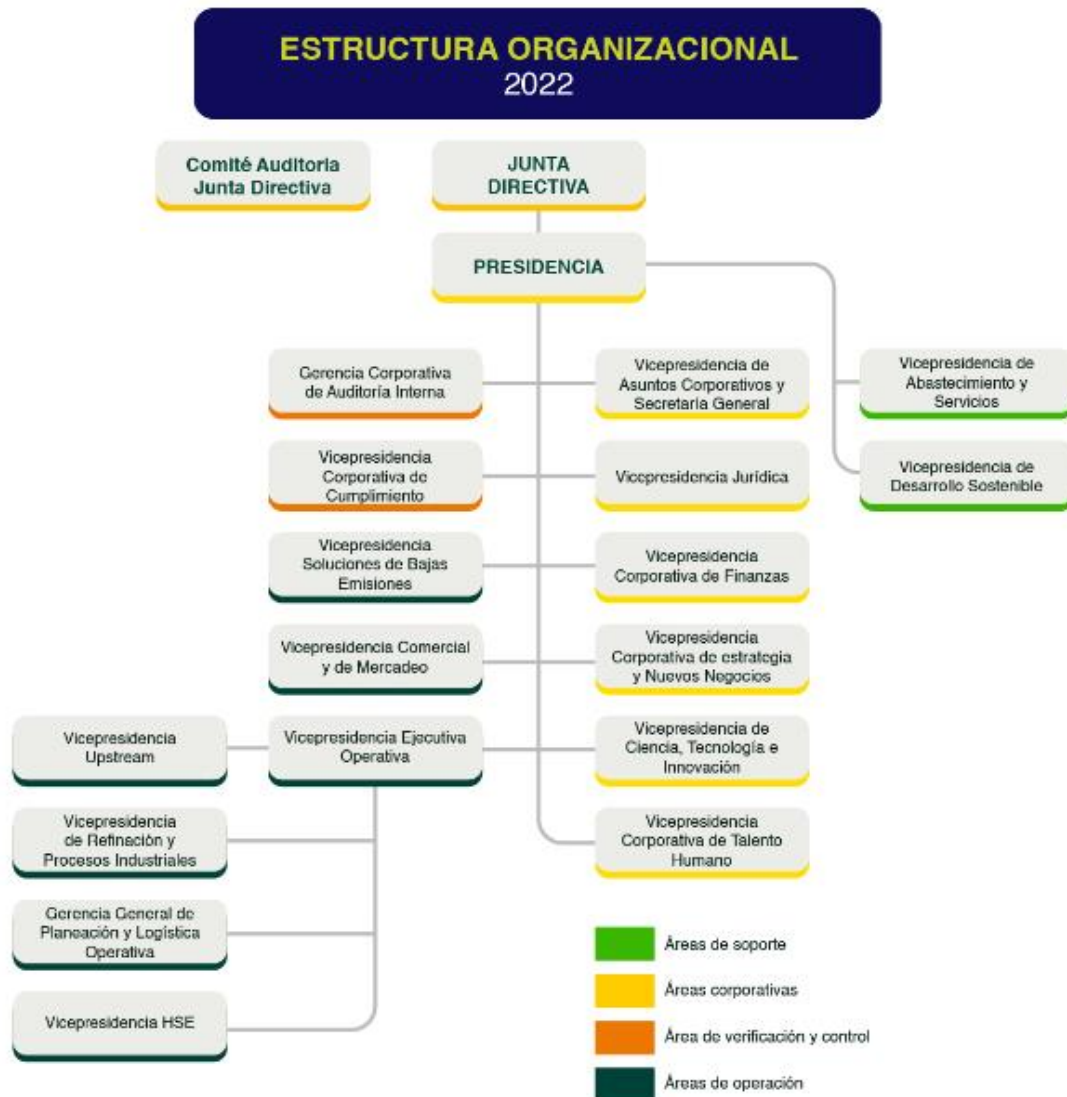 ESTRUCTURA ORGANIZACIONAL
2022
Comité Auditoria
Junta Directiva
JUNTA
DIRECTIVA
PRESIDENCIA
Gerencia Corporativa
de Auditoría Interna
Vicepresidencia de
Asuntos Corporativos y
Secretaría General
Vicepresidencia de
Abastecimiento y
Servicios
Vicepresidencia
Corporativa de
Cumplimiento
Vicepresidencia Jurídica
Vicepresidencia de
Desarrollo Sostenible
Vicepresidencia
Soluciones de Bajas
Emisiones
Vicepresidencia
Corporativa de Finanzas
Vicepresidencia Comercial
y de Mercadeo
Vicepresidencia
Corporativa de estrategia
y Nuevos Negocios
Vicepresidencia
Upstream
Vicepresidencia Ejecutiva
Operativa
Vicepresidencia de
Ciencia, Tecnología e
Innovación
Vicepresidencia
de Refinación y
Procesos Industriales
Vicepresidencia
Corporativa de Talento
Humano
Gerencia General de
Planeación y Logística
Operativa
Vicepresidencia HSE
Áreas de soporte
Áreas corporativas
Área de verificación y control
Áreas de operación